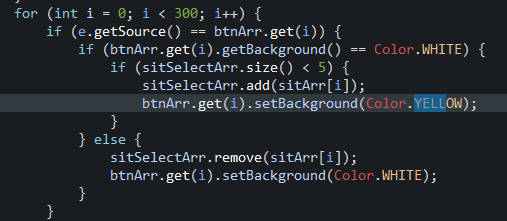 for (int i = 0; i < 300; i++) {
if (e.getSource() == btnArr.get(i)) {
if (btnArr.get(i).getBackground() == Color.WHITE) {
if (sitSelectArr.size() < 5) {
sitSelectArr.add(sitArr[i]);
btnArr.get(i).setBackground(Color.YELLOW);
}
} else {
sitSelectArr.remove(sitArr[i]);
btnArr.get(i).setBackground(Color.WHITE);
}
}